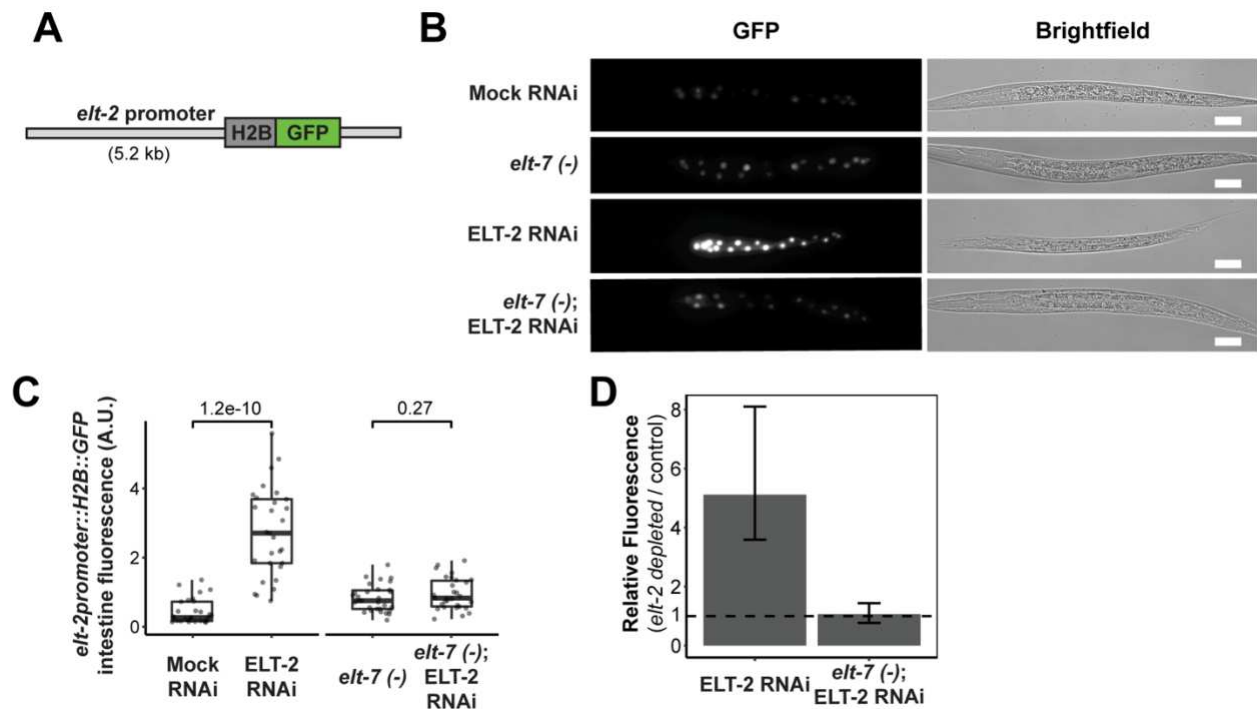 A
elt-2 promoter
(5.2 kb)
H2B
GFP
B
GFP
Brightfield
Mock RNAi
elt-7 (-)
ELT-2 RNAi
elt-7 (-);
ELT-2 RNAi
C
elt-2promoter::H2B::GFP
intestine fluorescence (A.U.)
4
2
0
1.2e-10
0.27
Mock
RNAi
ELT-2
RNAi
elt-7 (-)
elt-7 (-);
ELT-2
RNAi
D
Relative Fluorescence
(elt-2 depleted / control)
8
6
4
2
1
0
ELT-2 RNAi
elt-7 (-);
ELT-2 RNAi